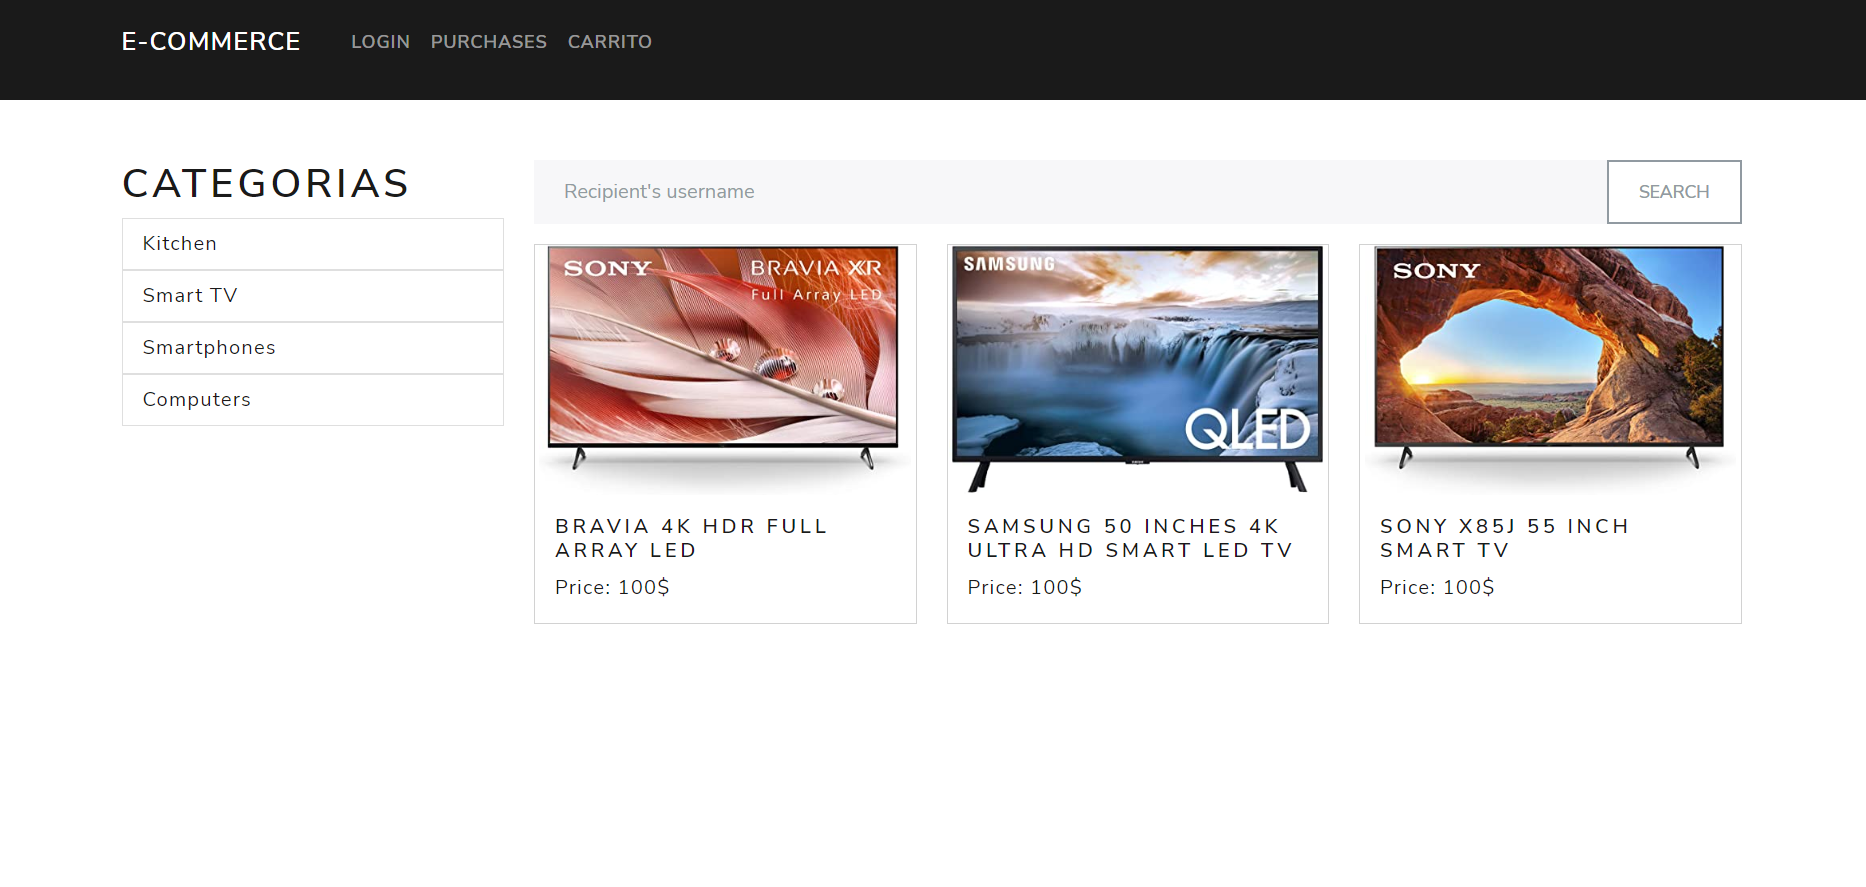 E-COMMERCE
LOGIN PURCHASES CARRITO
CATEGORIAS
Kitchen
Smart TV
Smartphones
Computers
Recipient's username
SEARCH
SONY
BRAVIA XR
Full Array LED
BRAVIA 4K HDR FULL
ARRAY LED
Price: 100$
SAMSUNG
QLED
SAMSUNG 50 INCHES 4K
ULTRA HD SMART LED TV
Price: 100$
SONY
SONY X85J 55 INCH
SMART TV
Price: 100$